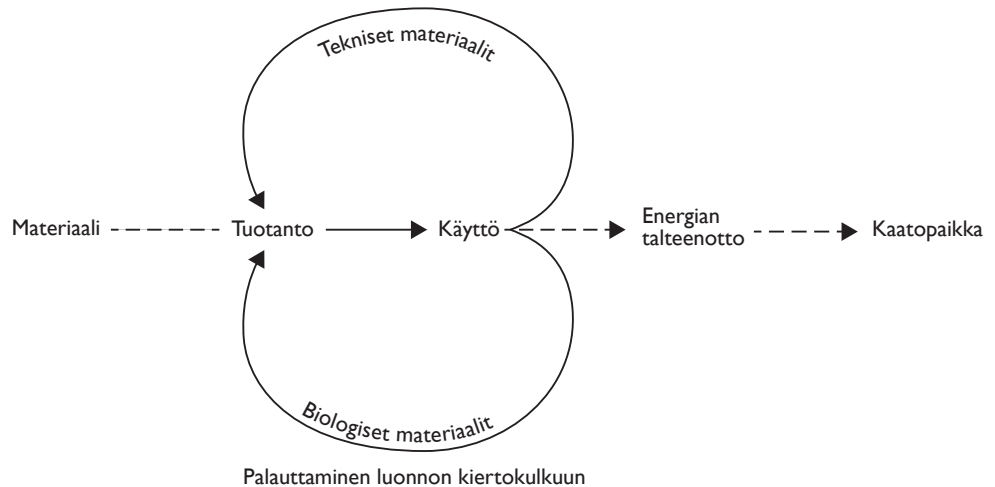 Tekniset materiaalit
Materiaali
Tuotanto
Käyttö
Energian
talteenotto
Kaatopaikka
Biologiset materiaalit
Palauttaminen luonnon kiertokulkuun